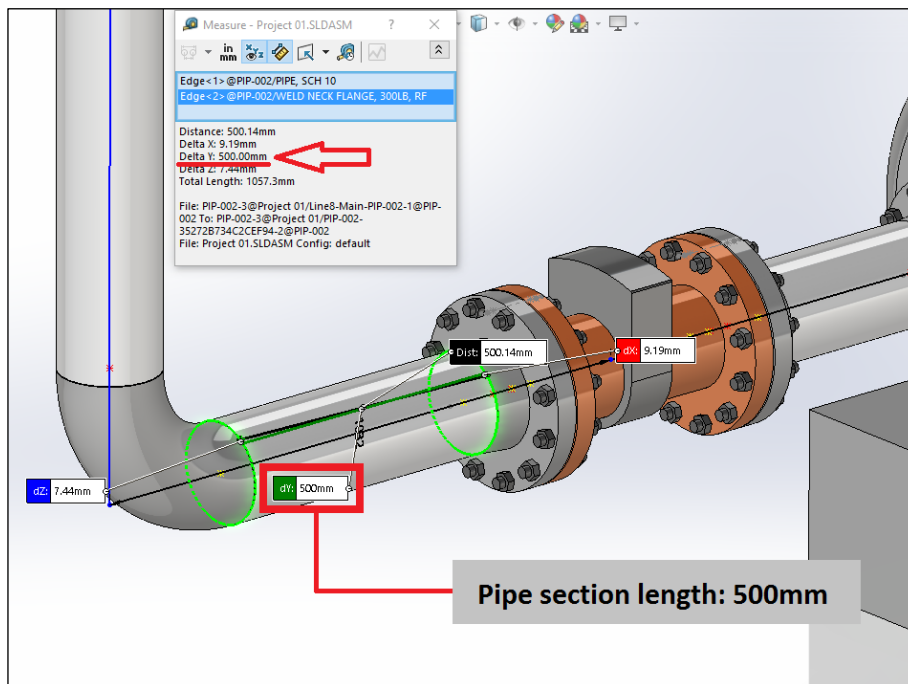 Measure - Project 01.SLDASM
?
in
mm
XYZ
Edge<1>@PIP-002/PIPE, SCH 10
Edge<2>@PIP-002/WELD NECK FLANGE, 300LB, RF
Distance: 500.14mm
Delta X: 9.19mm
Delta Y: 500.00mm
Delta Z: 7.44mm
Total Length: 1057.3mm
File: PIP-002-3@Project 01/Line8-Main-PIP-002-1@PIP-
002 To: PIP-002-3@Project 01/PIP-002-
35272B734C2CEF94-2@PIP-002
File: Project 01.SLDASM Config: default
Dist: 500.14mm
dX: 9.19mm
dZ: 7.44mm
dY: 500mm
Pipe section length: 500mm